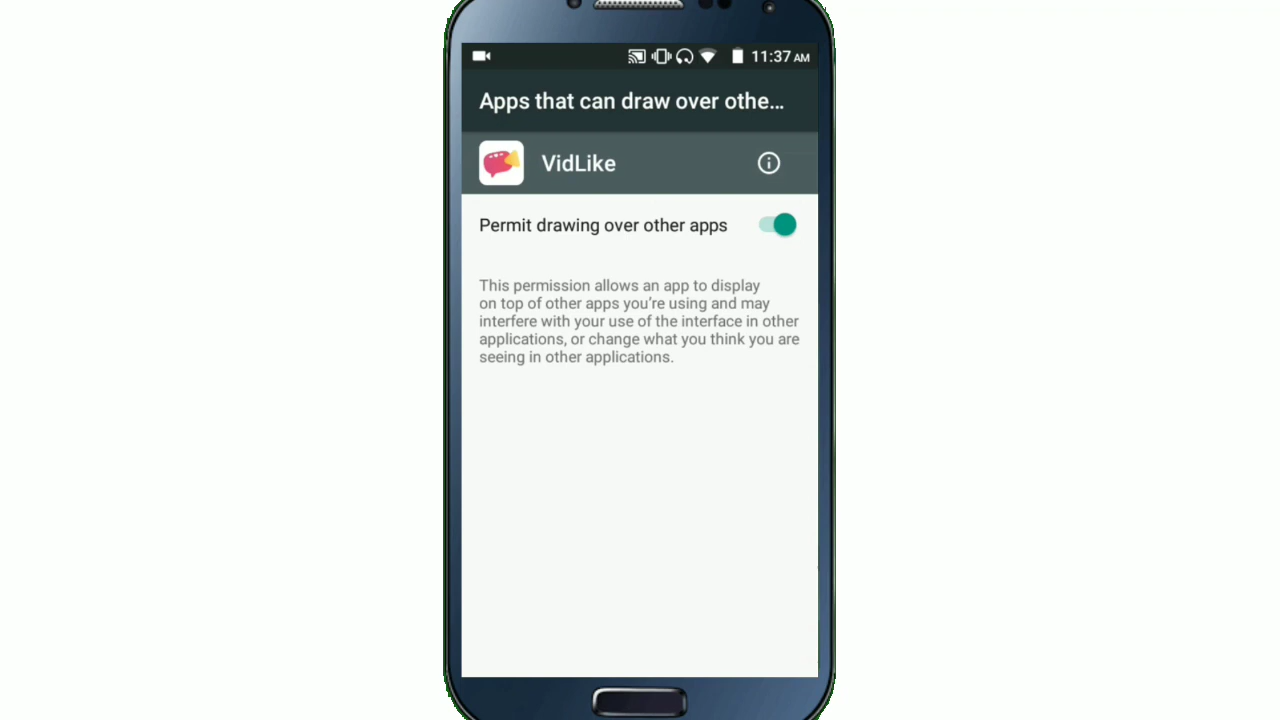 11:37 AM
Apps that can draw over othe...
VidLike
Permit drawing over other apps
This permission allows an app to display
on top of other apps you're using and may
interfere with your use of the interface in other
applications, or change what you think you are
seeing in other applications.